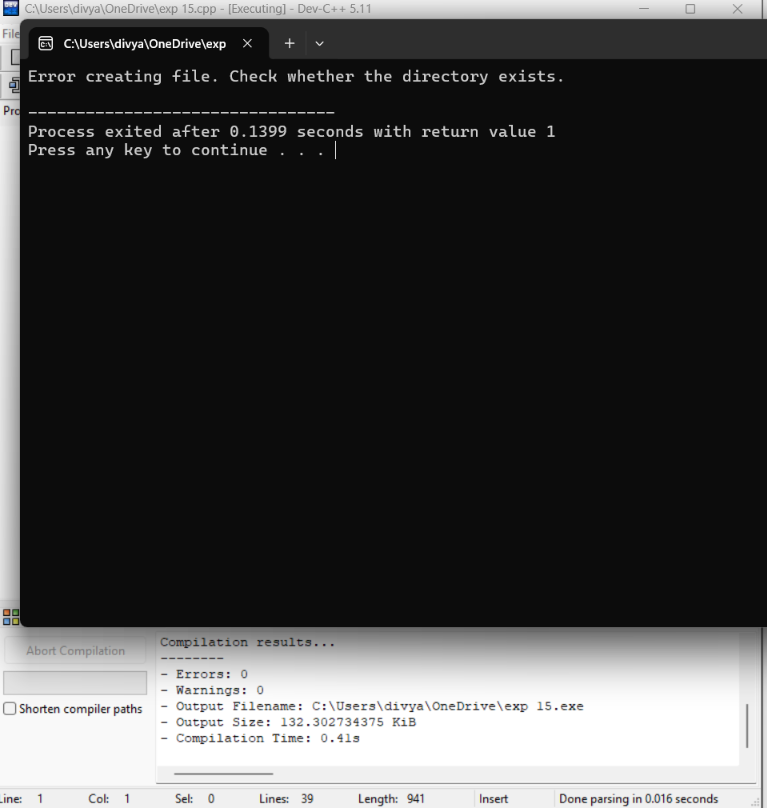 DEV
C:\Users\divya\OneDrive\exp 15.cpp - [Executing] - Dev-C++ 5.11
File
C:\Users\divya\OneDrive\exp
Error creating file. Check whether the directory exists.
--------------------------------
Process exited after 0.1399 seconds with return value 1
Press any key to continue . . .
Pro
Abort Compilation
Shorten compiler paths
Compilation results...
--------
- Errors: 0
- Warnings: 0
- Output Filename: C:\Users\divya\OneDrive\exp 15.exe
- Output Size: 132.302734375 KiB
- Compilation Time: 0.41s
Line: 1 Col: 1 Sel: 0 Lines: 39 Length: 941 Insert Done parsing in 0.016 seconds